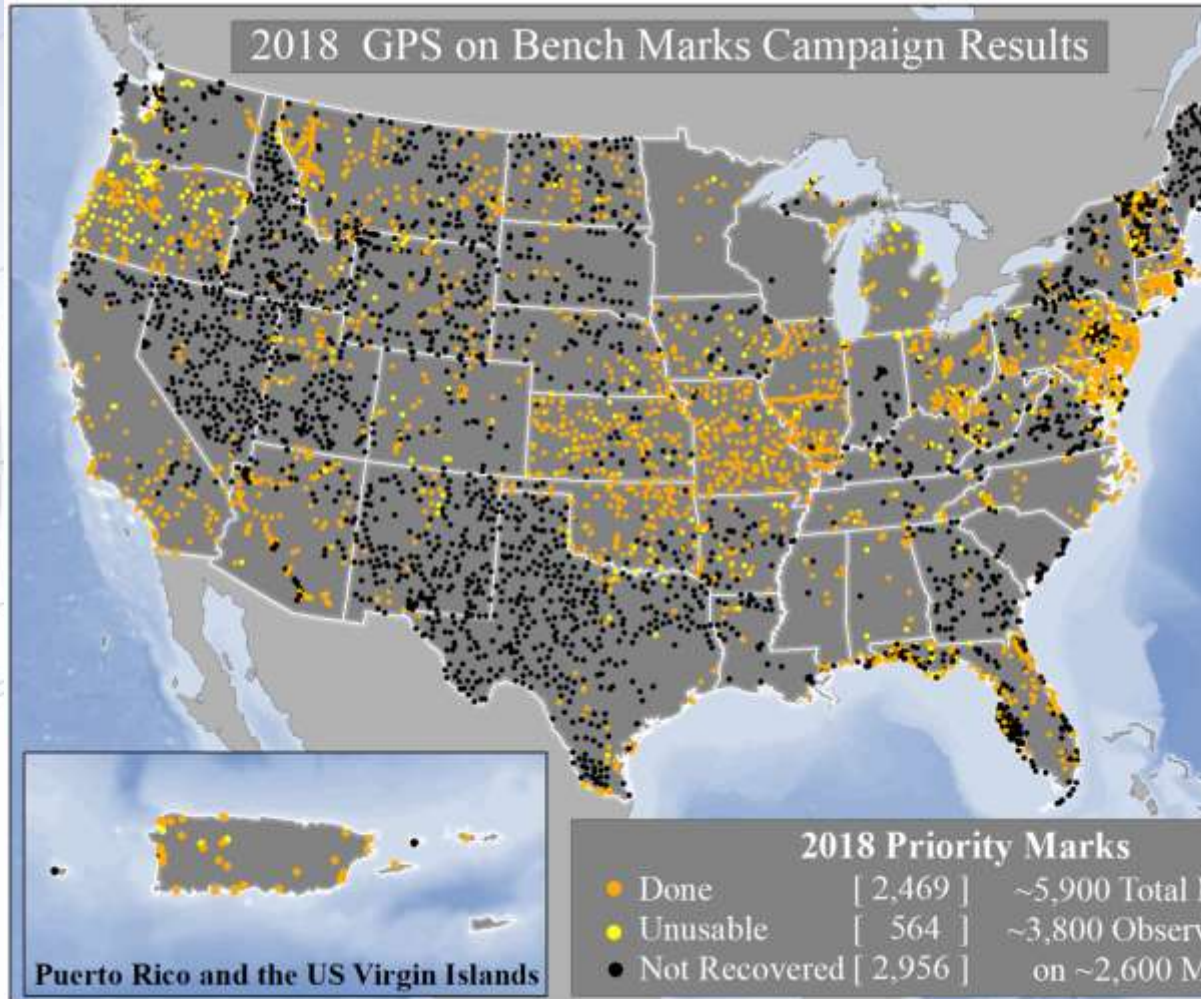 2018 GPS on Bench Marks Campaign Results
Puerto Rico and the US Virgin Islands
2018 Priority Marks
Done [ 2,469 ] ~5,900 Total
Unusable [ 564 ] ~3,800 Observ
Not Recovered [ 2,956 ] on ~2,600 M